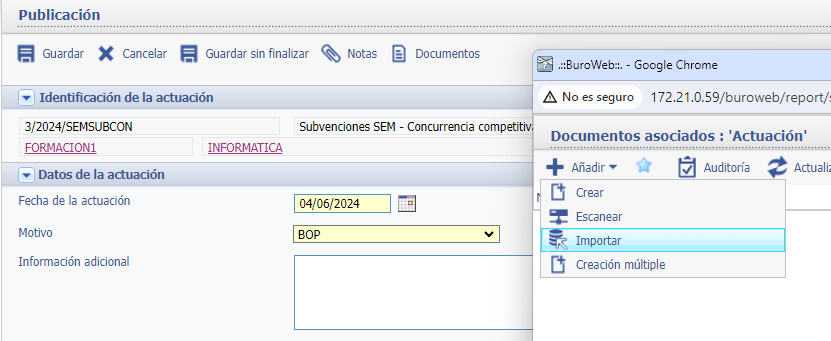 Publicación
Guardar Cancelar Guardar sin finalizar Notas Documentos
Identificación de la actuación
3/2024/SEMSUBCON Subvenciones SEM - Concurrencia competitiva
FORMACION1 INFORMATICA
Datos de la actuación
Fecha de la actuación 04/06/2024
Motivo BOP
Información adicional
.::BuroWeb::. - Google Chrome
No es seguro 172.21.0.59/buroweb/report/
Documentos asociados : 'Actuación'
Añadir Auditoría Actualiz
Crear
Escanear
Importar
Creación múltiple